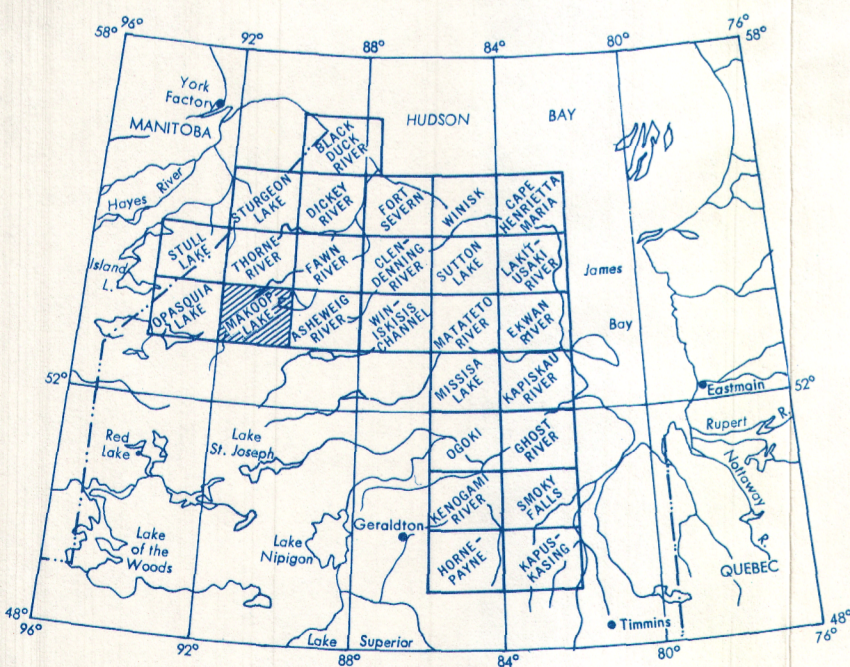 96° 92° 88° 84° 80° 76°
58° 58°
York
Factory
MANITOBA
HUDSON BAY
BLACK
DUCK
RIVER
Hayes River
STURGEON
LAKE
DICKEY
RIVER
FORT
SEVERN
WINISK
CAPE
HENRIETTA
MARIA
Island
L.
STULL
LAKE
THORNE-
RIVER
FAWN
RIVER
CLEN-
DENNING
RIVER
SUTTON
LAKE
LAKIT-
USAKI
RIVER
James
Bay
OPASQUIA
LAKE
MAKOOP
LAKE
ASHEWEIG
RIVER
WIN-
ISKISIS
CHANNEL
MATATETO
RIVER
EKWAN
RIVER
52° 52°
MISSISA
LAKE
KAPISKAU
RIVER
Eastmain
Rupert R.
Red
Lake
Lake
St. Joseph
OGOKI
GHOST
RIVER
Nottaway
R.
KENOGAMI
RIVER
SMOKY
FALLS
Lake
of the
Woods
Lake
Nipigon
Geraldton
HORNE-
PAYNE
KAPUS-
KASING
QUEBEC
Timmins
Lake Superior
48° 48°
96° 92° 88° 84° 80° 76°